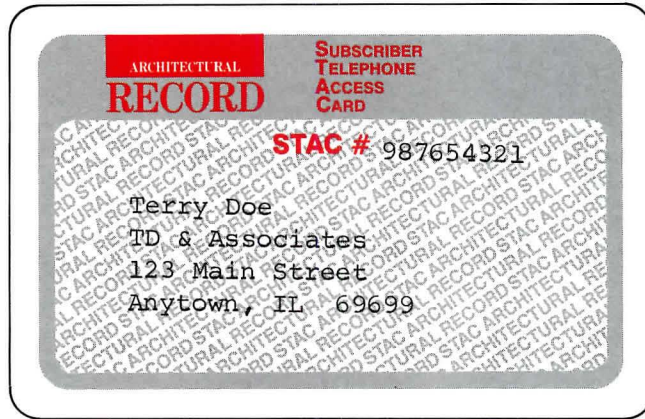 ARCHITECTURAL
RECORD
SUBSCRIBER
TELEPHONE
ACCESS
CARD
STAC # 987654321
Terry Doe
TD & Associates
123 Main Street
Anytown, IL 69699